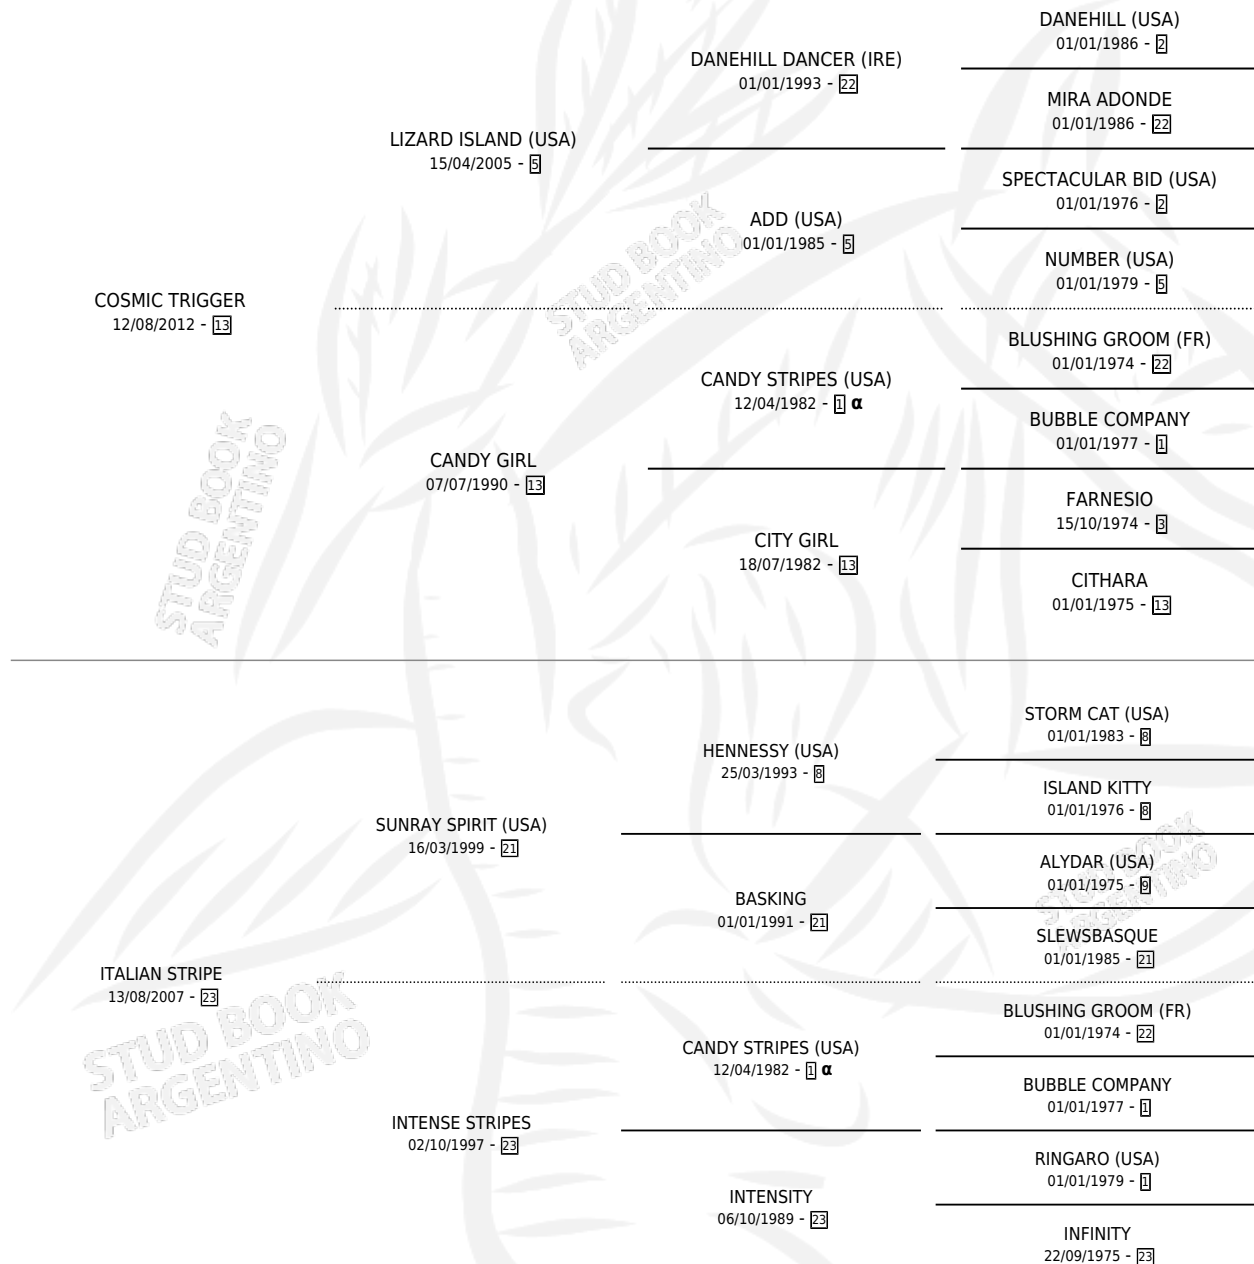 DANEHILL (USA)
01/01/1986 - 2
DANEHILL DANCER (IRE)
01/01/1993 - 22
MIRA ADONDE
01/01/1986 - 22
LIZARD ISLAND (USA)
15/04/2005 - 5
SPECTACULAR BID (USA)
01/01/1976 - 2
ADD (USA)
01/01/1985 - 5
NUMBER (USA)
01/01/1979 - 5
COSMIC TRIGGER
12/08/2012 - 13
BLUSHING GROOM (FR)
01/01/1974 - 22
CANDY STRIPES (USA)
12/04/1982 - 1 α
BUBBLE COMPANY
01/01/1977 - 1
CANDY GIRL
07/07/1990 - 13
FARNESIO
15/10/1974 - 3
CITY GIRL
18/07/1982 - 13
CITHARA
01/01/1975 - 13
STORM CAT (USA)
01/01/1983 - 8
HENNESSY (USA)
25/03/1993 - 8
ISLAND KITTY
01/01/1976 - 8
SUNRAY SPIRIT (USA)
16/03/1999 - 21
ALYDAR (USA)
01/01/1975 - 9
BASKING
01/01/1991 - 21
SLEWSBASQUE
01/01/1985 - 21
ITALIAN STRIPE
13/08/2007 - 23
BLUSHING GROOM (FR)
01/01/1974 - 22
CANDY STRIPES (USA)
12/04/1982 - 1 α
BUBBLE COMPANY
01/01/1977 - 1
INTENSE STRIPES
02/10/1997 - 23
RINGARO (USA)
01/01/1979 - 1
INTENSITY
06/10/1989 - 23
INFINITY
22/09/1975 - 23
STUD BOOK
ARGENTINO
STUD BOOK
ARGENTINO
STUD BOOK
ARGENTINO
STUD BOOK
ARGENTINO